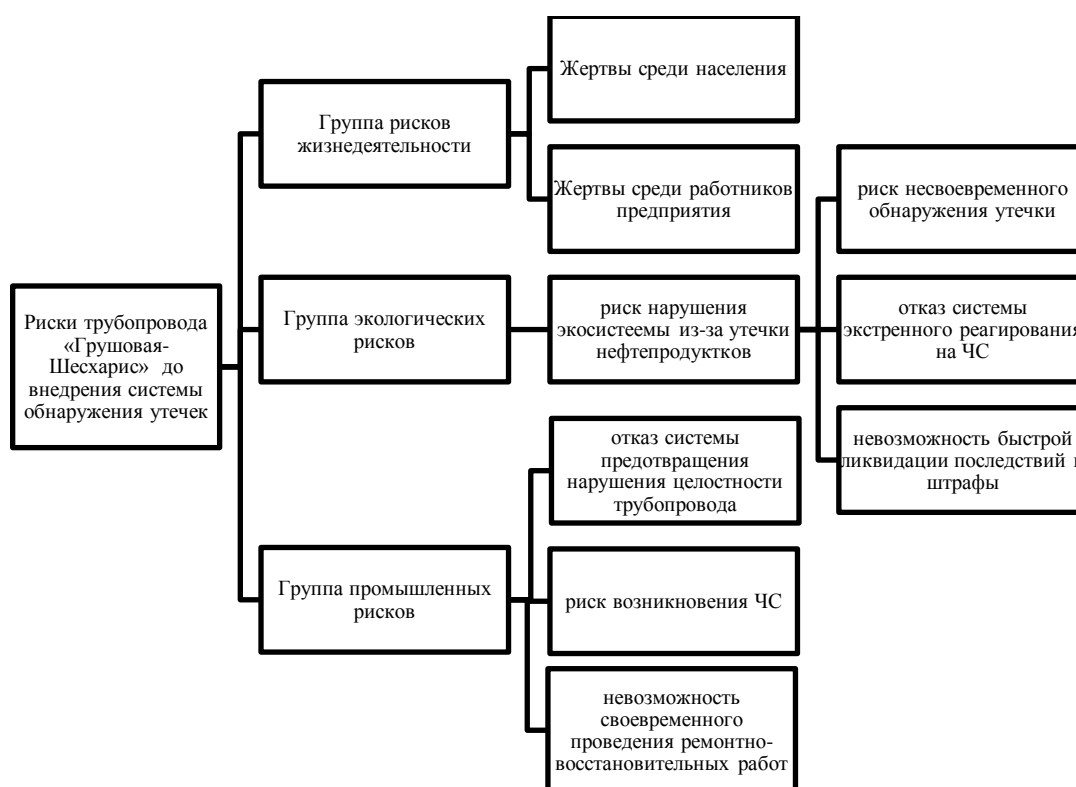 Риски трубопровода
«Грушовая-
Шесхарис» до
внедрения системы
обнаружения утечек
Группа рисков
жизнедеятельности
Жертвы среди населения
Жертвы среди работников
предприятия
Группа экологических
рисков
риск нарушения
экосистеемы из-за утечки
нефтепродуктков
риск несвоевременного
обнаружения утечки
отказ системы
экстренного реагирования
на ЧС
невозможность быстрой
ликвидации последствий и
штрафы
Группа промышленных
рисков
отказ системы
предотвращения
нарушения целостности
трубопровода
риск возникновения ЧС
невозможность
своевременного
проведения ремонтно-
восстановительных работ